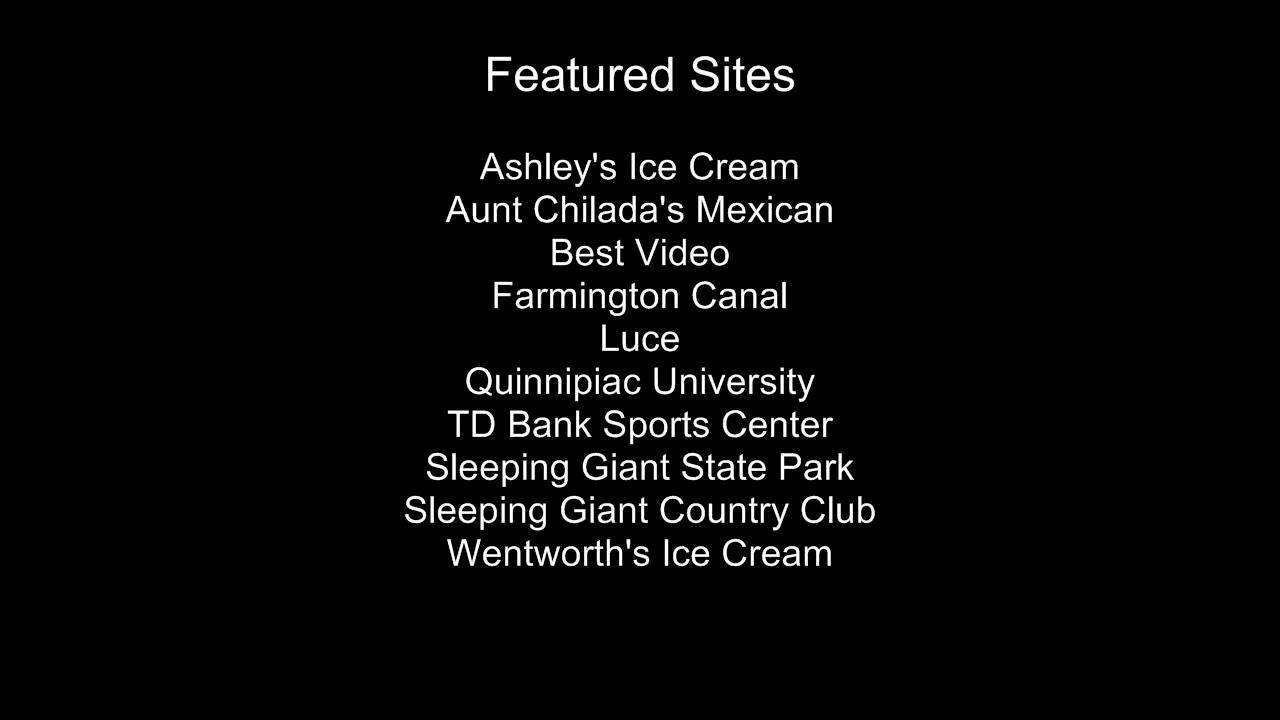 Featured Sites
Ashley's Ice Cream
Aunt Chilada's Mexican
Best Video
Farmington Canal
Luce
Quinnipiac University
TD Bank Sports Center
Sleeping Giant State Park
Sleeping Giant Country Club
Wentworth's Ice Cream